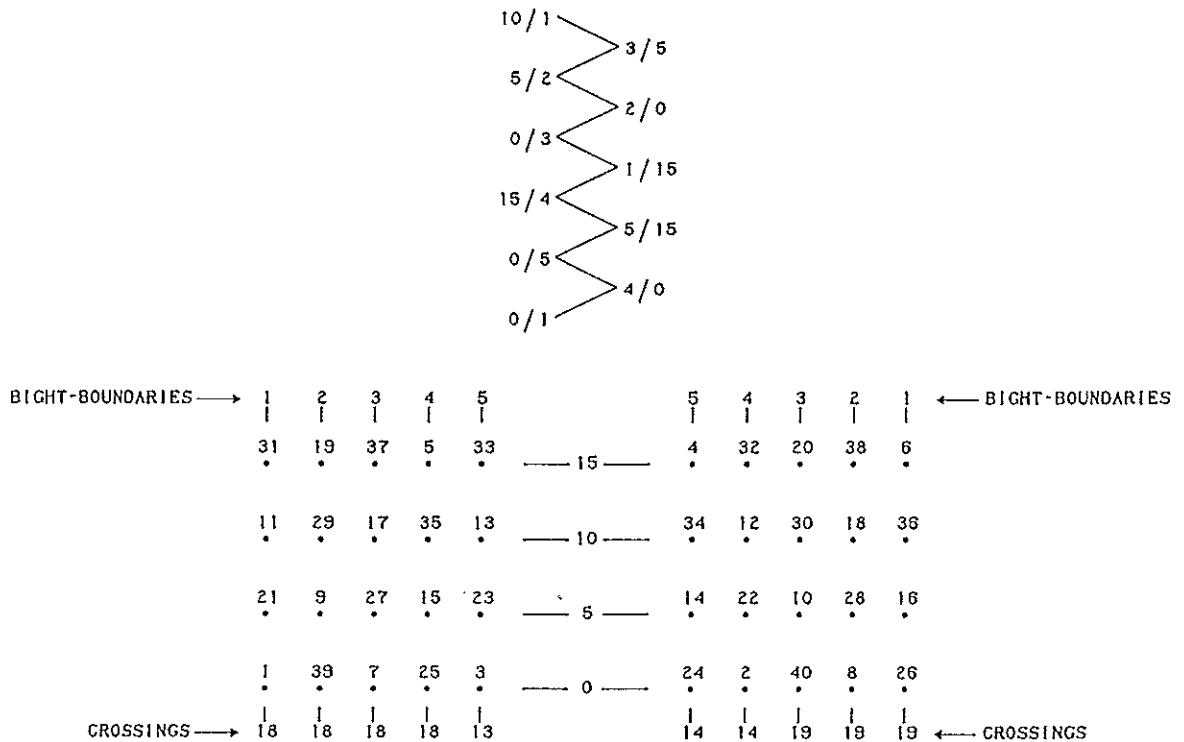 10/1
3/5
5/2
2/0
0/3
1/15
15/4
5/15
0/5
4/0
0/1
BIGHT-BOUNDARIES 1 2 3 4 5 5 4 3 2 1 BIGHT-BOUNDARIES
31 19 37 5 33 4 32 20 38 6
15
11 29 17 35 13 34 12 30 18 36
10
21 9 27 15 23 14 22 10 28 16
5
1 39 7 25 3 24 2 40 8 26
0
CROSSINGS 18 18 18 18 13 14 14 19 19 19 CROSSINGS